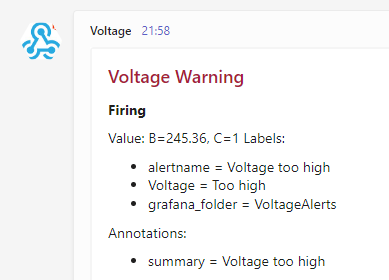 Voltage 21:58
Voltage Warning
Firing
Value: B=245.36, C=1 Labels:
• alertname = Voltage too high
• Voltage = Too high
• grafana_folder = VoltageAlerts
Annotations:
• summary = Voltage too high